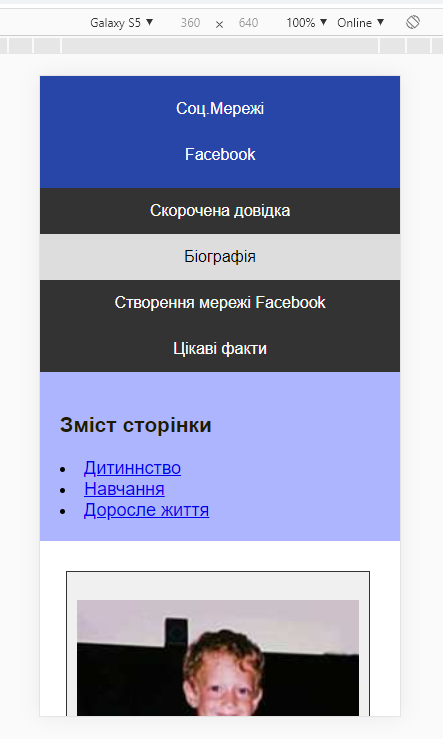 Galaxy S5 ▼ 360 × 640 100% ▼ Online ▼
Соц.Мережі
Facebook
Скорочена довідка
Біографія
Створення мережі Facebook
Цікаві факти
Зміст сторінки
Дитиннство
Навчання
Доросле життя